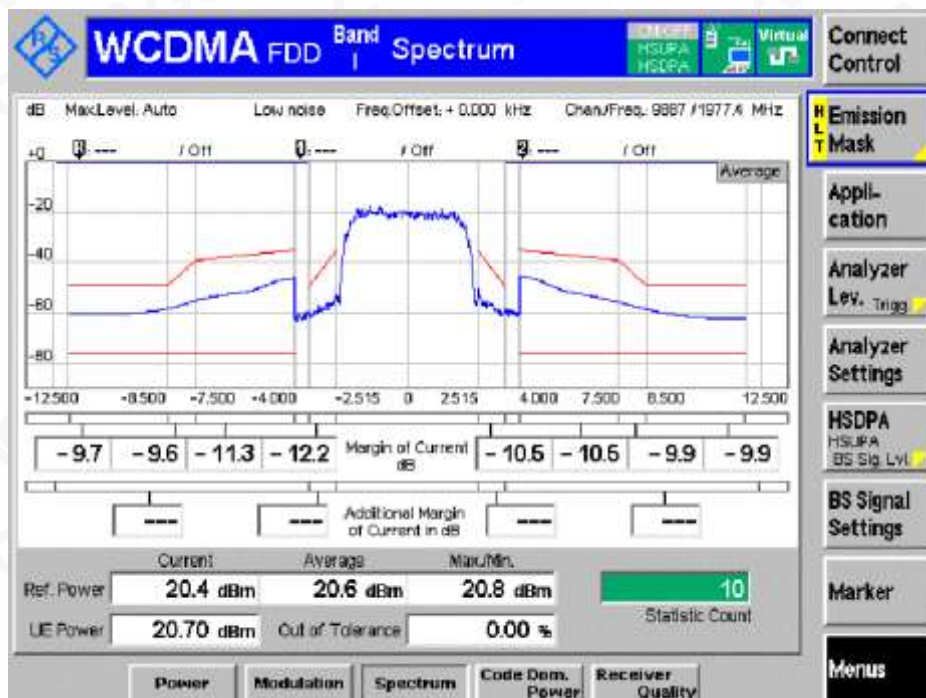 R S
WCDMA FDD Band I Spectrum
HSUPA
HSDPA
Virtual
dB Max.Level: Auto Low noise Freq.Offset: + 0.000 kHz Chan./Freq.: 9887 / 1977.4 MHz
--- / Off 1: --- / Off 2: --- / Off
Average
+0
-20
-40
-60
-80
-12.500 -8.500 -7.500 -4.000 -2.515 0 2.515 4.000 7.500 8.500 12.500
- 9.7 - 9.6 - 11.3 - 12.2 Margin of Current dB - 10.5 - 10.5 - 9.9 - 9.9
--- --- Additional Margin of Current in dB --- ---
Current Average Max./Min.
Ref. Power 20.4 dBm 20.6 dBm 20.8 dBm 10
Statistic Count
UE Power 20.70 dBm Out of Tolerance 0.00 %
Power Modulation Spectrum Code Dom. Power Receiver Quality
Connect Control
HLT Emission Mask
Appli-cation
Analyzer Lev. Trigg
Analyzer Settings
HSDPA HSUPA BS Sig. Lvl.
BS Signal Settings
Marker
Menus